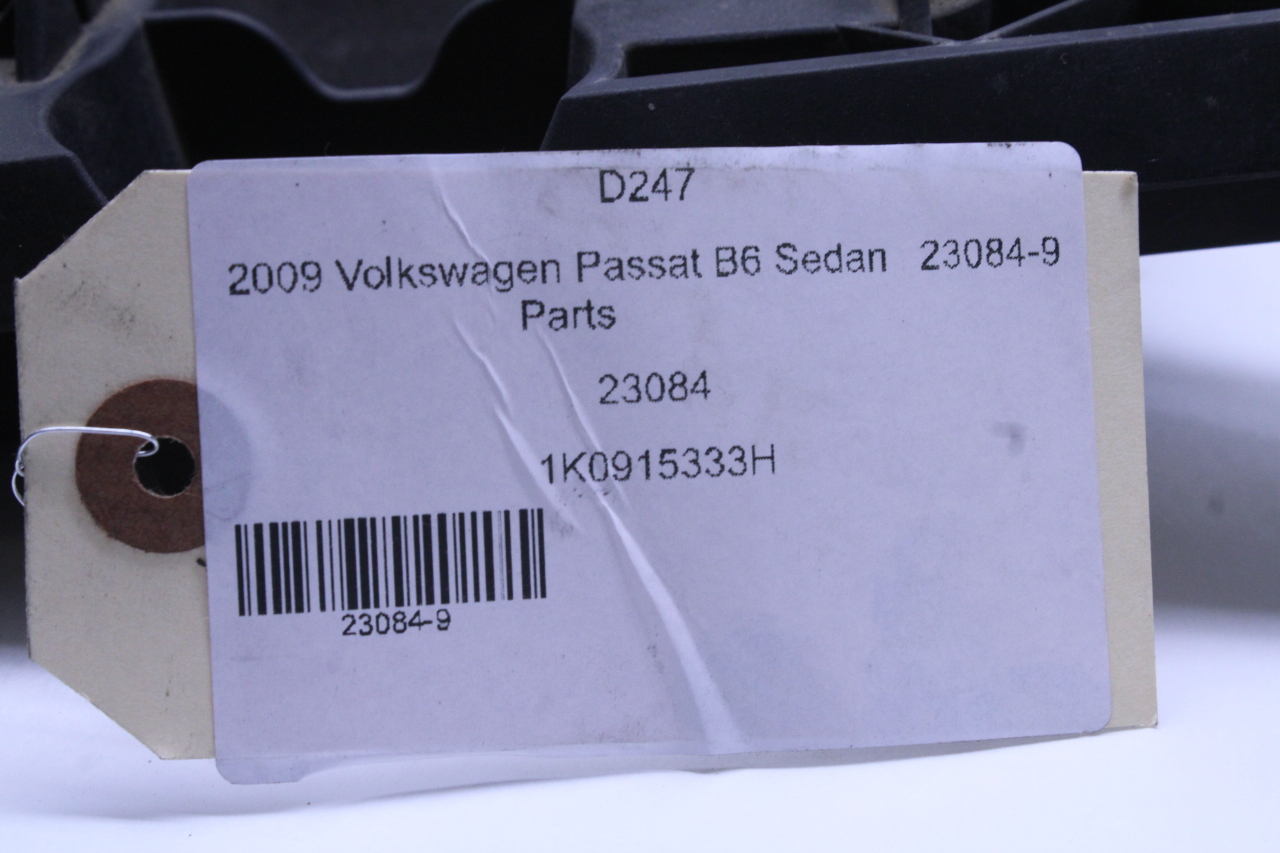 D247
2009 Volkswagen Passat B6 Sedan 23084-9
Parts
23084
1K0915333H
23084-9